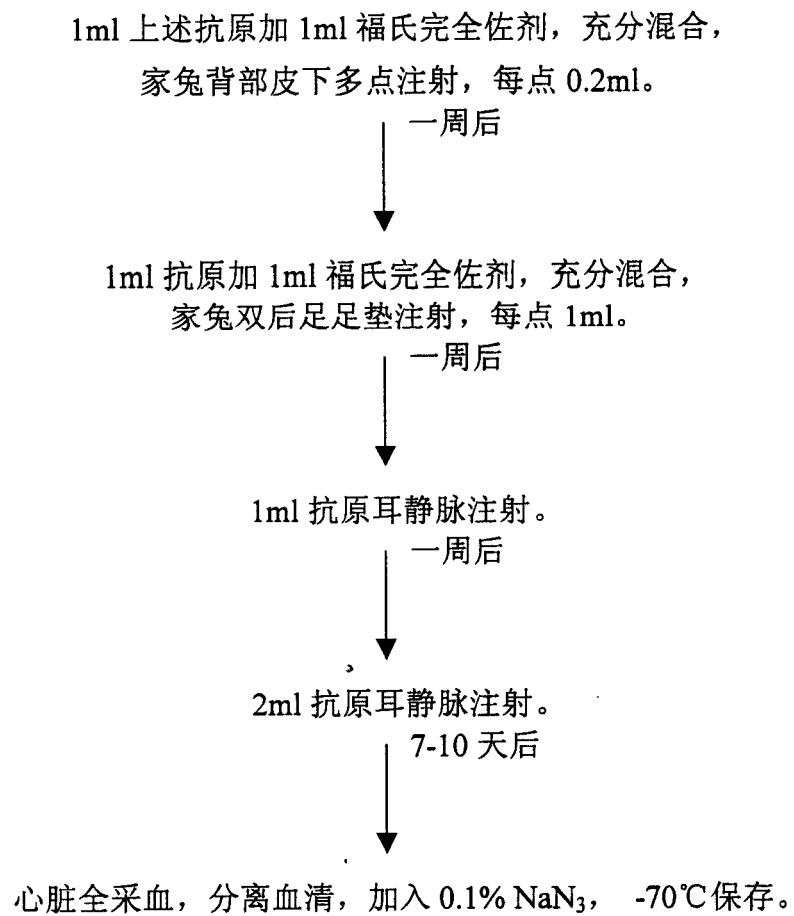 1ml 上述抗原加 1ml 福氏完全佐剂，充分混合，
家兔背部皮下多点注射，每点 0.2ml。
一周后
1ml 抗原加 1ml 福氏完全佐剂，充分混合，
家兔双后足足垫注射，每点 1ml。
一周后
1ml 抗原耳静脉注射。
一周后
2ml 抗原耳静脉注射。
7-10 天后
心脏全采血，分离血清，加入 0.1% NaN₃， -70℃保存。